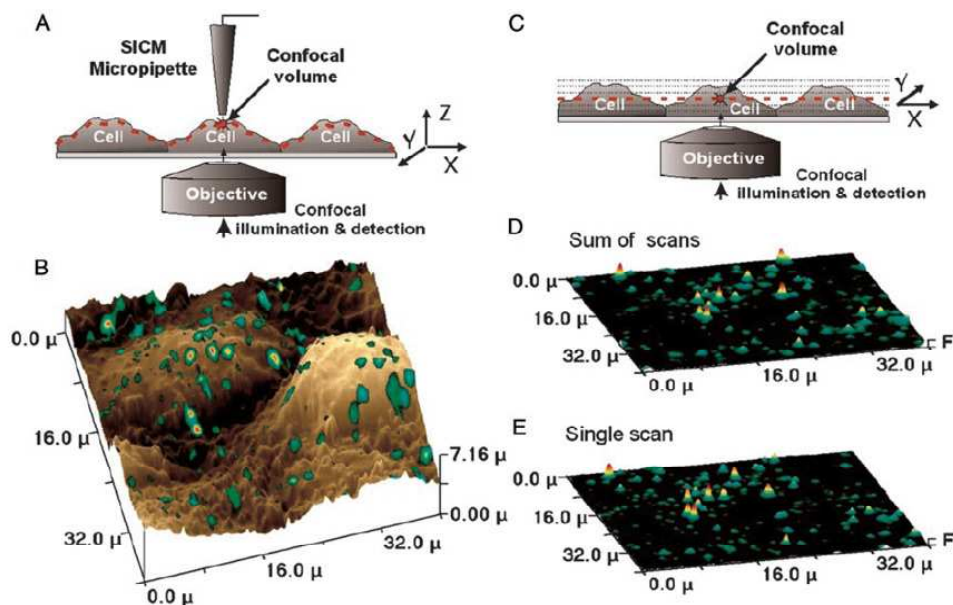 A
SICM
Micropipette
Confocal
volume
Cell
Cell
Cell
Z
Y
X
Objective
Confocal
illumination & detection
B
0.0 μ
16.0 μ
32.0 μ
0.0 μ
16.0 μ
32.0 μ
7.16 μ
0.00 μ
C
Confocal
volume
Cell
Cell
Cell
Y
X
Objective
Confocal
illumination & detection
D
Sum of scans
0.0 μ
16.0 μ
32.0 μ
0.0 μ
16.0 μ
32.0 μ
F
E
Single scan
0.0 μ
16.0 μ
32.0 μ
0.0 μ
16.0 μ
32.0 μ
F